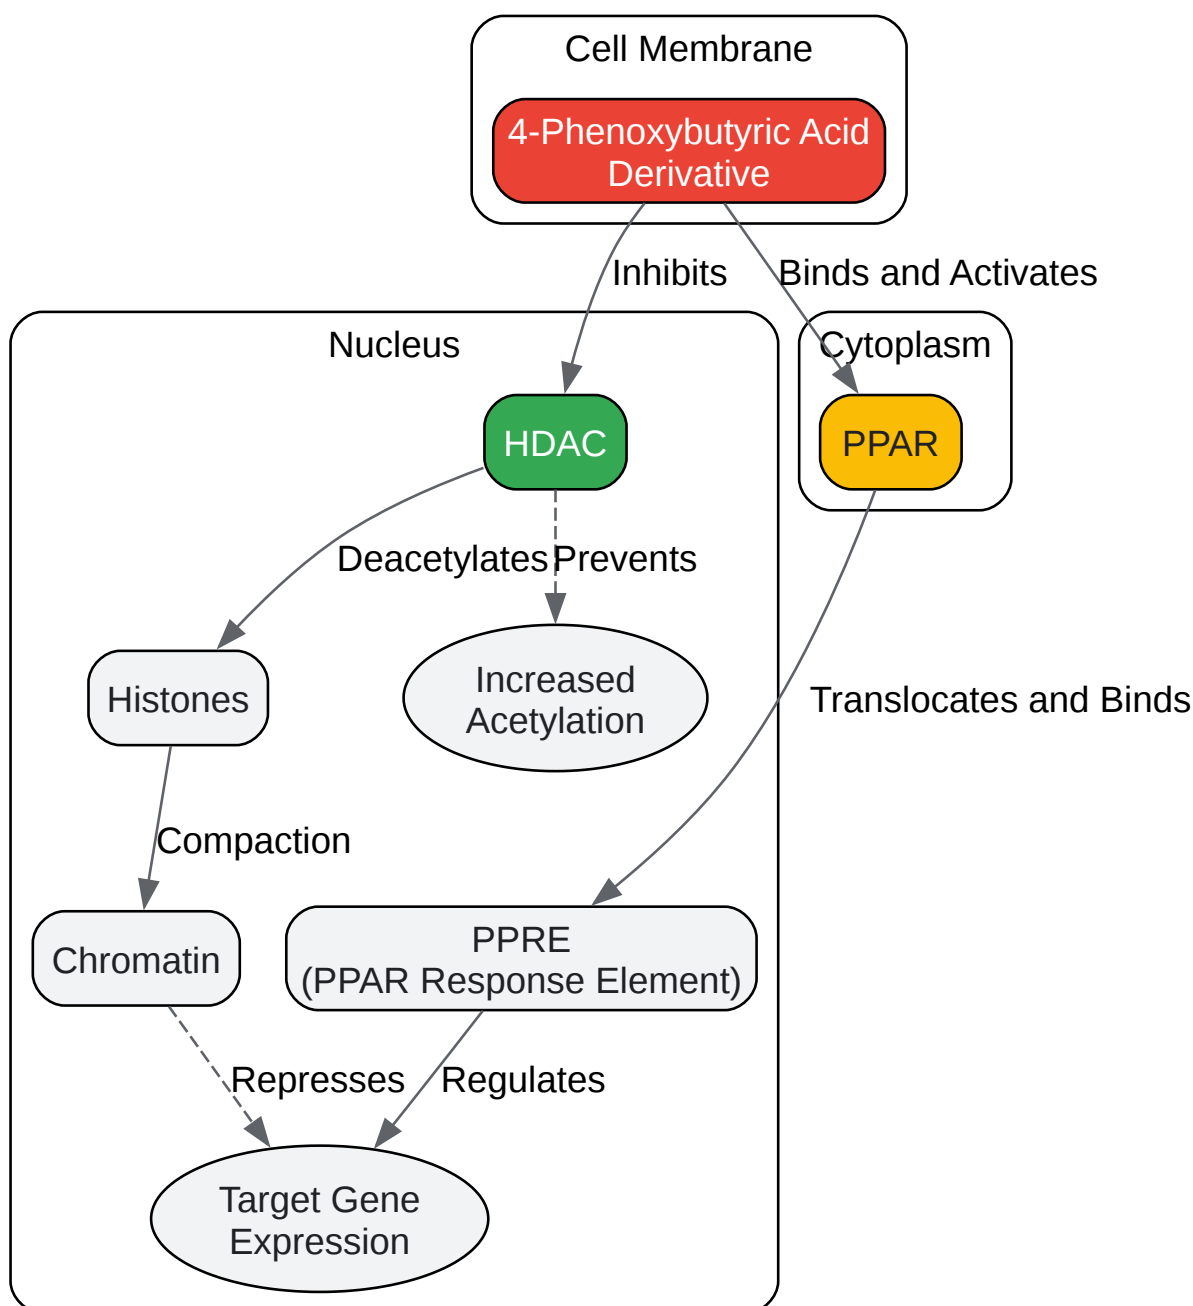 Cell Membrane
4-Phenoxybutyric Acid
Derivative
Inhibits
Binds and Activates
Nucleus
Cytoplasm
HDAC
PPAR
Deacetylates
Prevents
Histones
Increased
Acetylation
Translocates and Binds
Compaction
Chromatin
PPRE
(PPAR Response Element)
Represses
Regulates
Target Gene
Expression